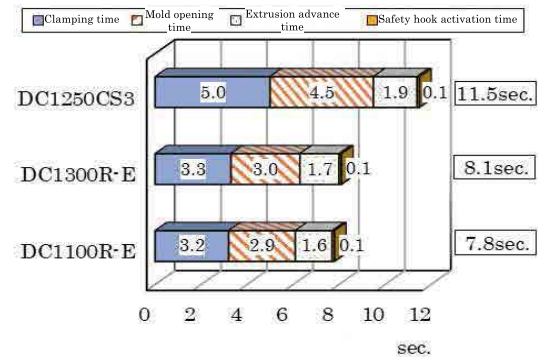 Clamping time Mold opening time Extrusion advance time Safety hook activation time
DC1250CS3 5.0 4.5 1.9 0.1 11.5sec.
DC1300R-E 3.3 3.0 1.7 0.1 8.1sec.
DC1100R-E 3.2 2.9 1.6 0.1 7.8sec.
0 2 4 6 8 10 12
sec.